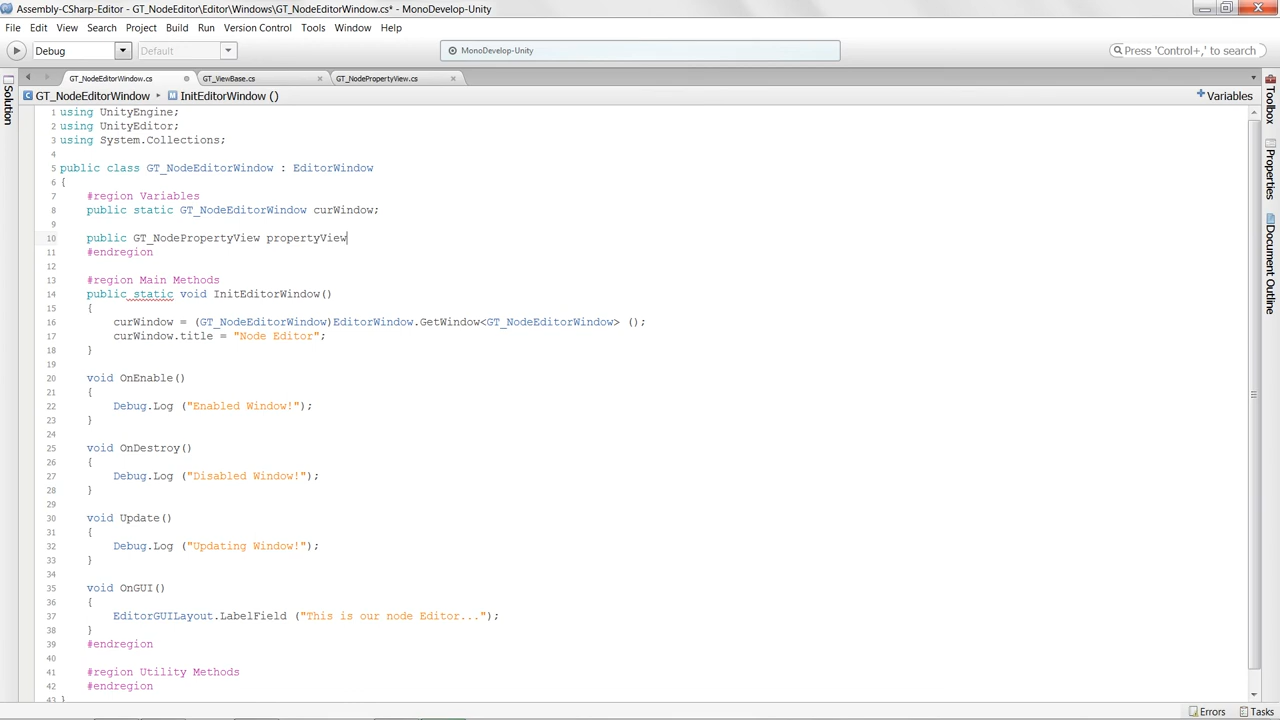 Assembly-CSharp-Editor - GT_NodeEditor\Editor\Windows\GT_NodeEditorWindow.cs* - MonoDevelop-Unity
File Edit View Search Project Build Run Version Control Tools Window Help
Debug Default MonoDevelop-Unity Press 'Control+,' to search
GT_NodeEditorWindow.cs GT_ViewBase.cs GT_NodePropertyView.cs
GT_NodeEditorWindow InitEditorWindow () Variables
Solution
Toolbox
Properties
Document Outline
1 using UnityEngine;
2 using UnityEditor;
3 using System.Collections;
4
5 public class GT_NodeEditorWindow : EditorWindow
6 {
7 #region Variables
8 public static GT_NodeEditorWindow curWindow;
9
10 public GT_NodePropertyView propertyView
11 #endregion
12
13 #region Main Methods
14 public static void InitEditorWindow()
15 {
16 curWindow = (GT_NodeEditorWindow)EditorWindow.GetWindow<GT_NodeEditorWindow> ();
17 curWindow.title = "Node Editor";
18 }
19
20 void OnEnable()
21 {
22 Debug.Log ("Enabled Window!");
23 }
24
25 void OnDestroy()
26 {
27 Debug.Log ("Disabled Window!");
28 }
29
30 void Update()
31 {
32 Debug.Log ("Updating Window!");
33 }
34
35 void OnGUI()
36 {
37 EditorGUILayout.LabelField ("This is our node Editor...");
38 }
39 #endregion
40
41 #region Utility Methods
42 #endregion
43 }
Errors Tasks